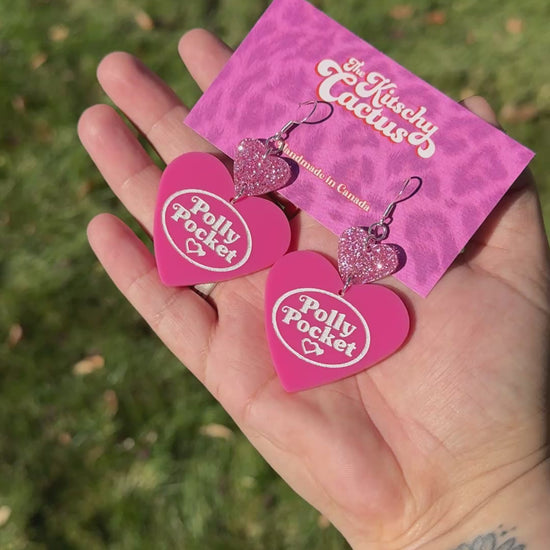 The
Kitschy
Cactus
Handmade in Canada
Polly
Pocket
Polly
Pocket